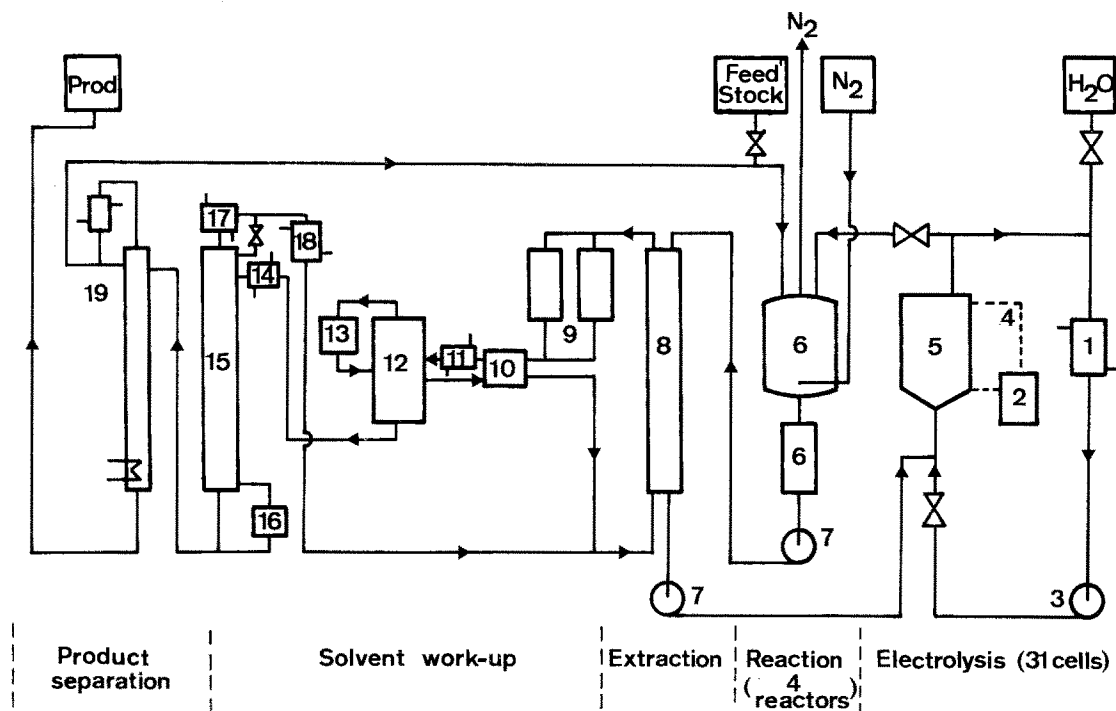 N2
Prod
Feed
Stock
N2
H2O
17
18
14
19
13
11
10
12
15
9
8
6
5
4
1
2
6
16
7
7
3
Product
separation
Solvent work-up
Extraction
Reaction
( 4
reactors)
Electrolysis (31 cells)